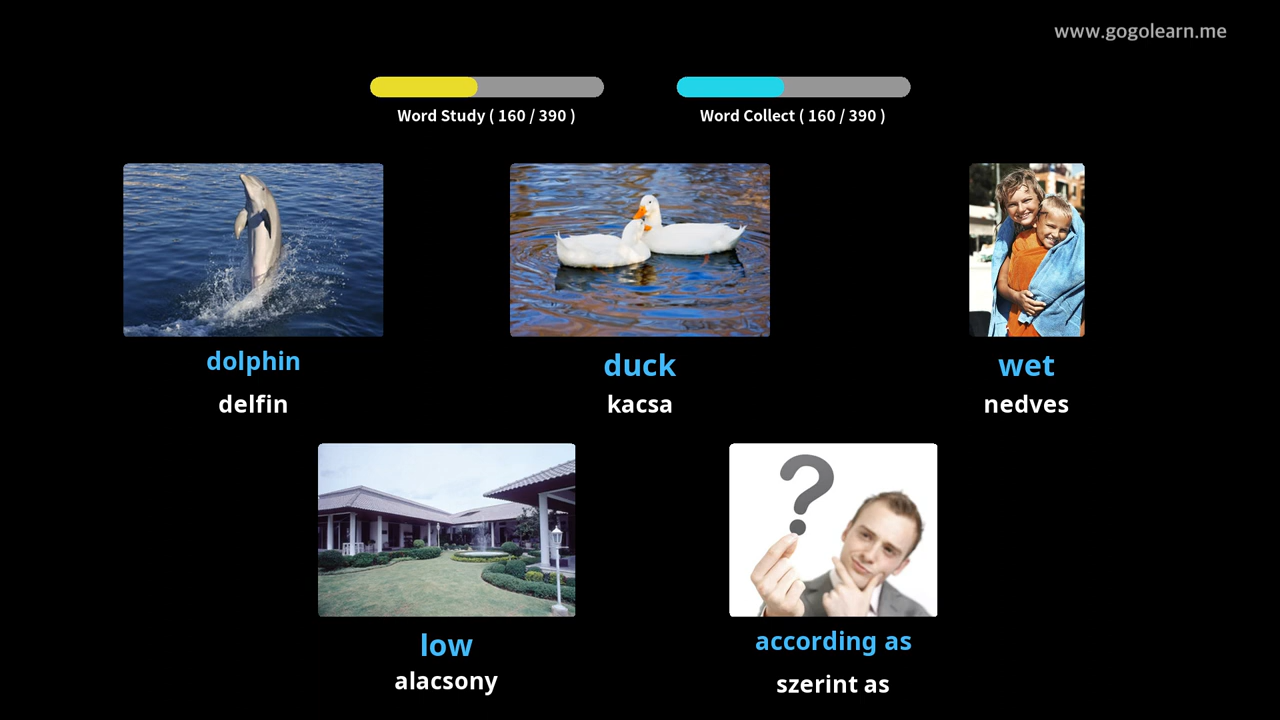 www.gogolearn.me
Word Study ( 160 / 390 )
Word Collect ( 160 / 390 )
dolphin
delfin
duck
kacsa
wet
nedves
low
alacsony
according as
szerint as